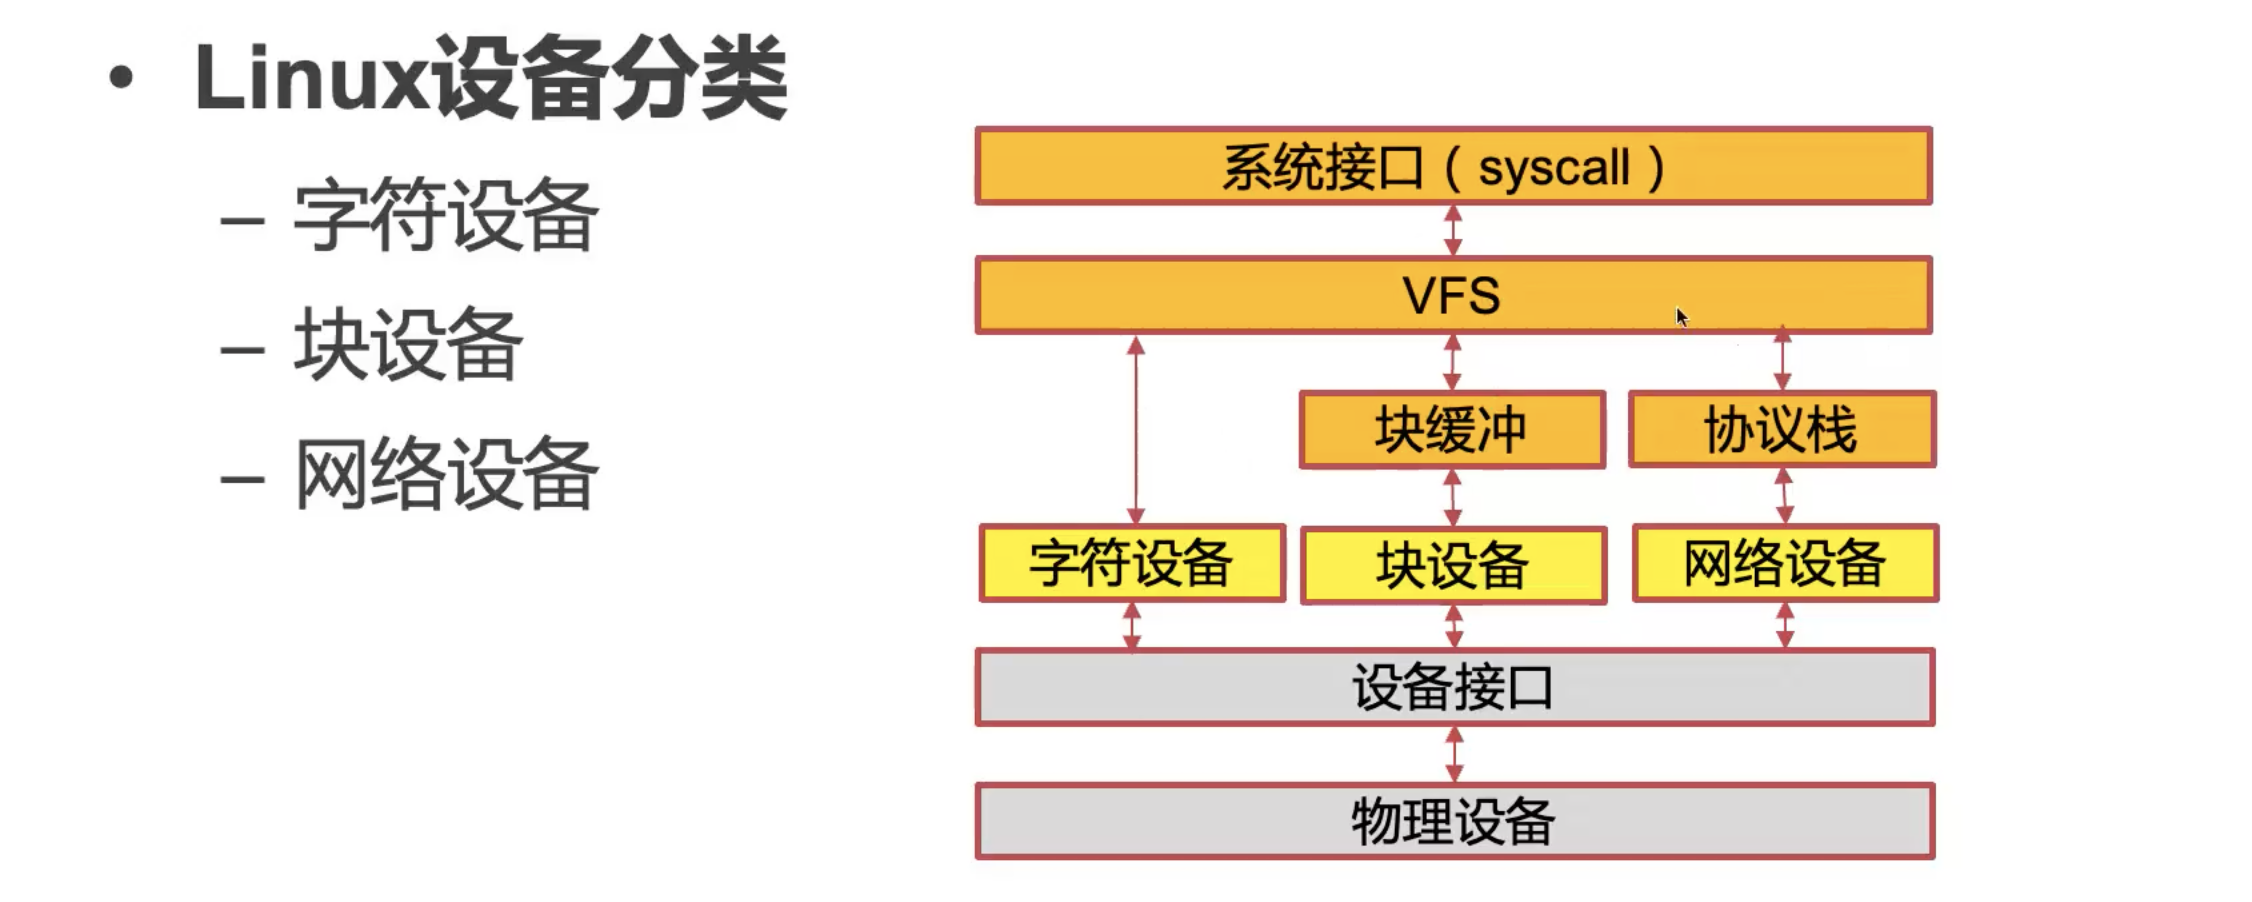 • Linux设备分类
– 字符设备
– 块设备
– 网络设备
系统接口（syscall）
VFS
块缓冲
协议栈
字符设备
块设备
网络设备
设备接口
物理设备